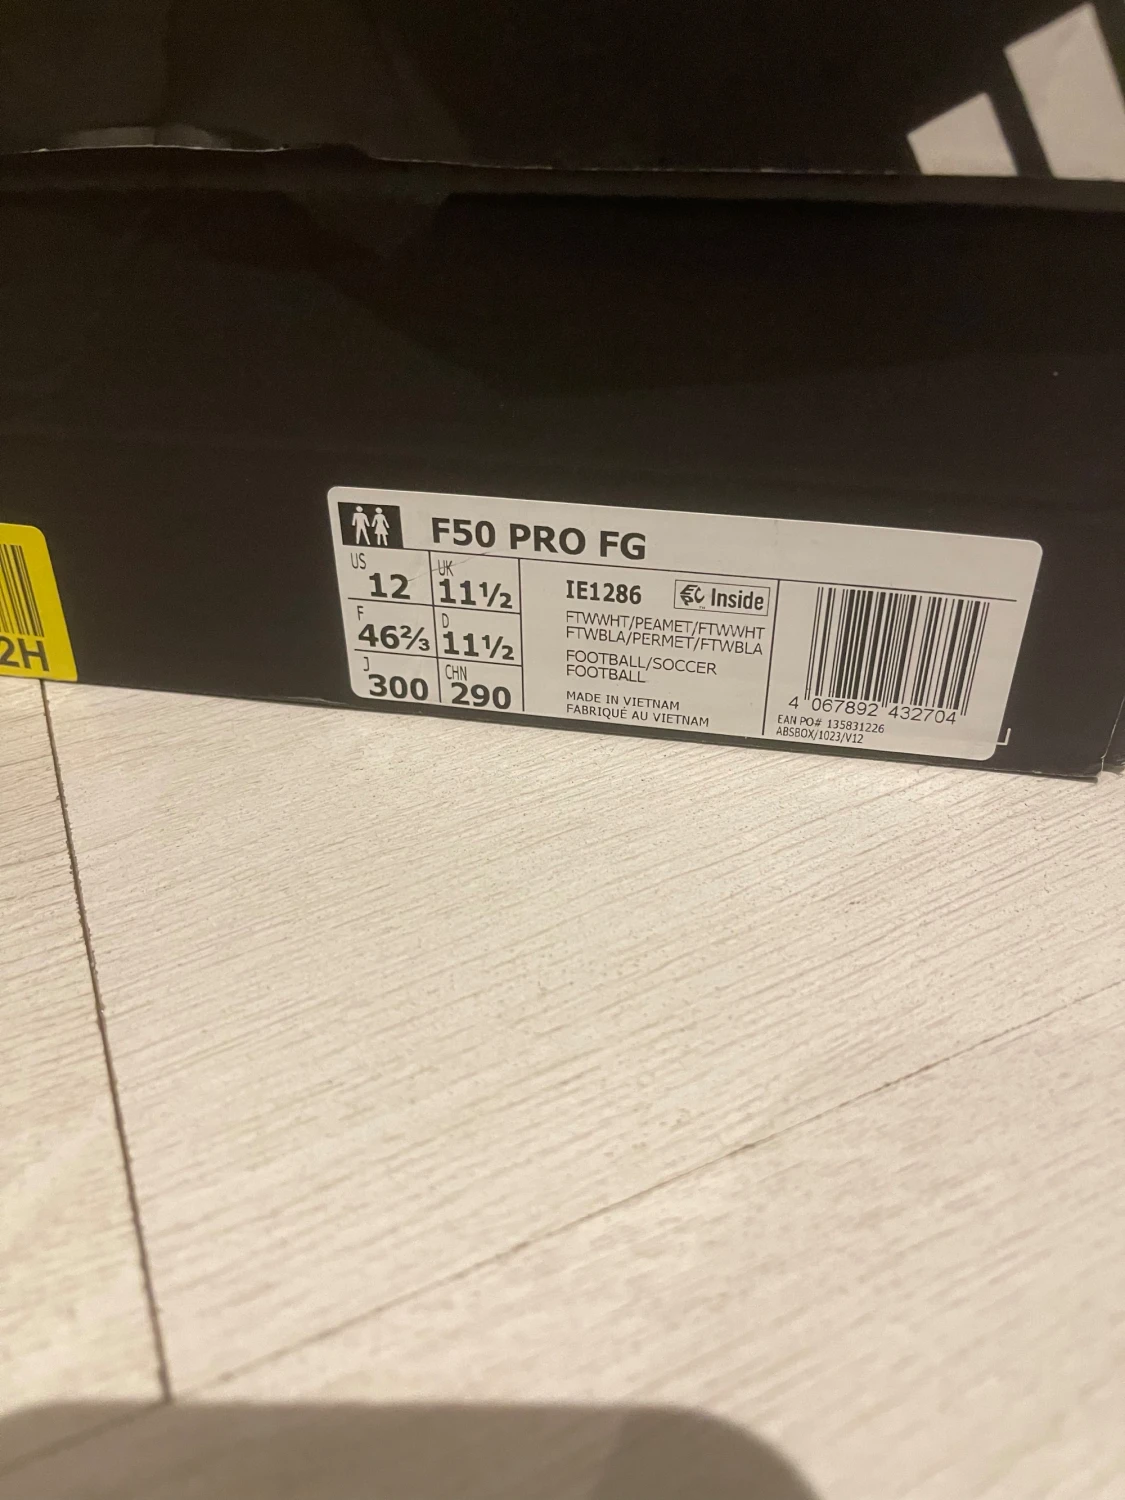 F50 PRO FG
US 12
UK 11½
F 46⅔
D 11½
J 300
CHN 290
IE1286
Inside
FTWWHT/PEAMET/FTWWHT
FTWBLA/PERMET/FTWBLA
FOOTBALL/SOCCER
FOOTBALL
MADE IN VIETNAM
FABRIQUÉ AU VIETNAM
4 067892 432704
EAN PO# 135831226
ABSBOX/1023/V12
2H